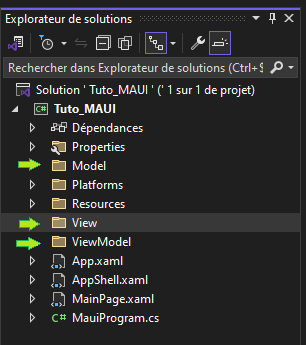 Explorateur de solutions
Rechercher dans Explorateur de solutions (Ctrl+$
Solution ' Tuto_MAUI ' (' 1 sur 1 de projet)
C# Tuto_MAUI
Dépendances
Properties
Model
Platforms
Resources
View
ViewModel
App.xaml
AppShell.xaml
MainPage.xaml
C# MauiProgram.cs